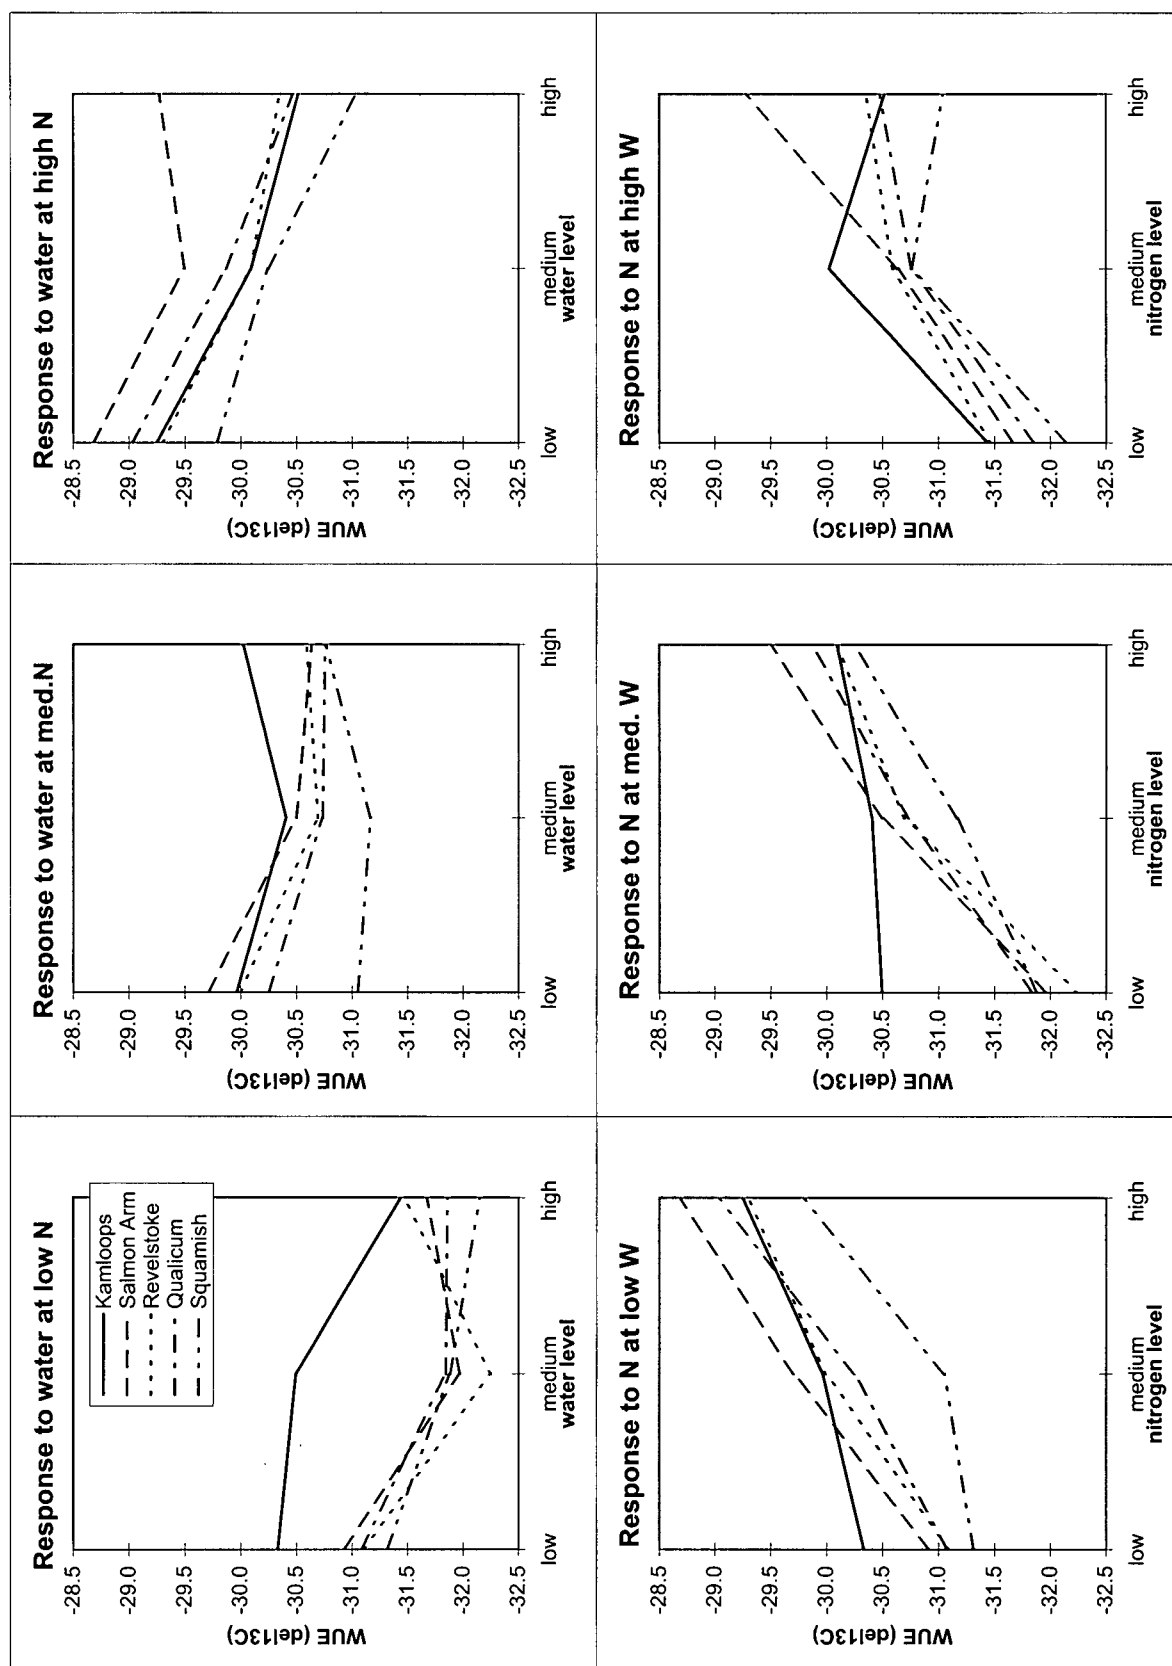 Response to water at low N
Kamloops
Salmon Arm
Revelstoke
Qualicum
Squamish
-28.5
-29.0
-29.5
-30.0
-30.5
-31.0
-31.5
-32.0
-32.5
WUE (del13C)
low
medium
high
water level
Response to water at med.N
-28.5
-29.0
-29.5
-30.0
-30.5
-31.0
-31.5
-32.0
-32.5
WUE (del13C)
low
medium
high
water level
Response to water at high N
-28.5
-29.0
-29.5
-30.0
-30.5
-31.0
-31.5
-32.0
-32.5
WUE (del13C)
low
medium
high
water level
Response to N at low W
-28.5
-29.0
-29.5
-30.0
-30.5
-31.0
-31.5
-32.0
-32.5
WUE (del13C)
low
medium
high
nitrogen level
Response to N at med. W
-28.5
-29.0
-29.5
-30.0
-30.5
-31.0
-31.5
-32.0
-32.5
WUE (del13C)
low
medium
high
nitrogen level
Response to N at high W
-28.5
-29.0
-29.5
-30.0
-30.5
-31.0
-31.5
-32.0
-32.5
WUE (del13C)
low
medium
high
nitrogen level